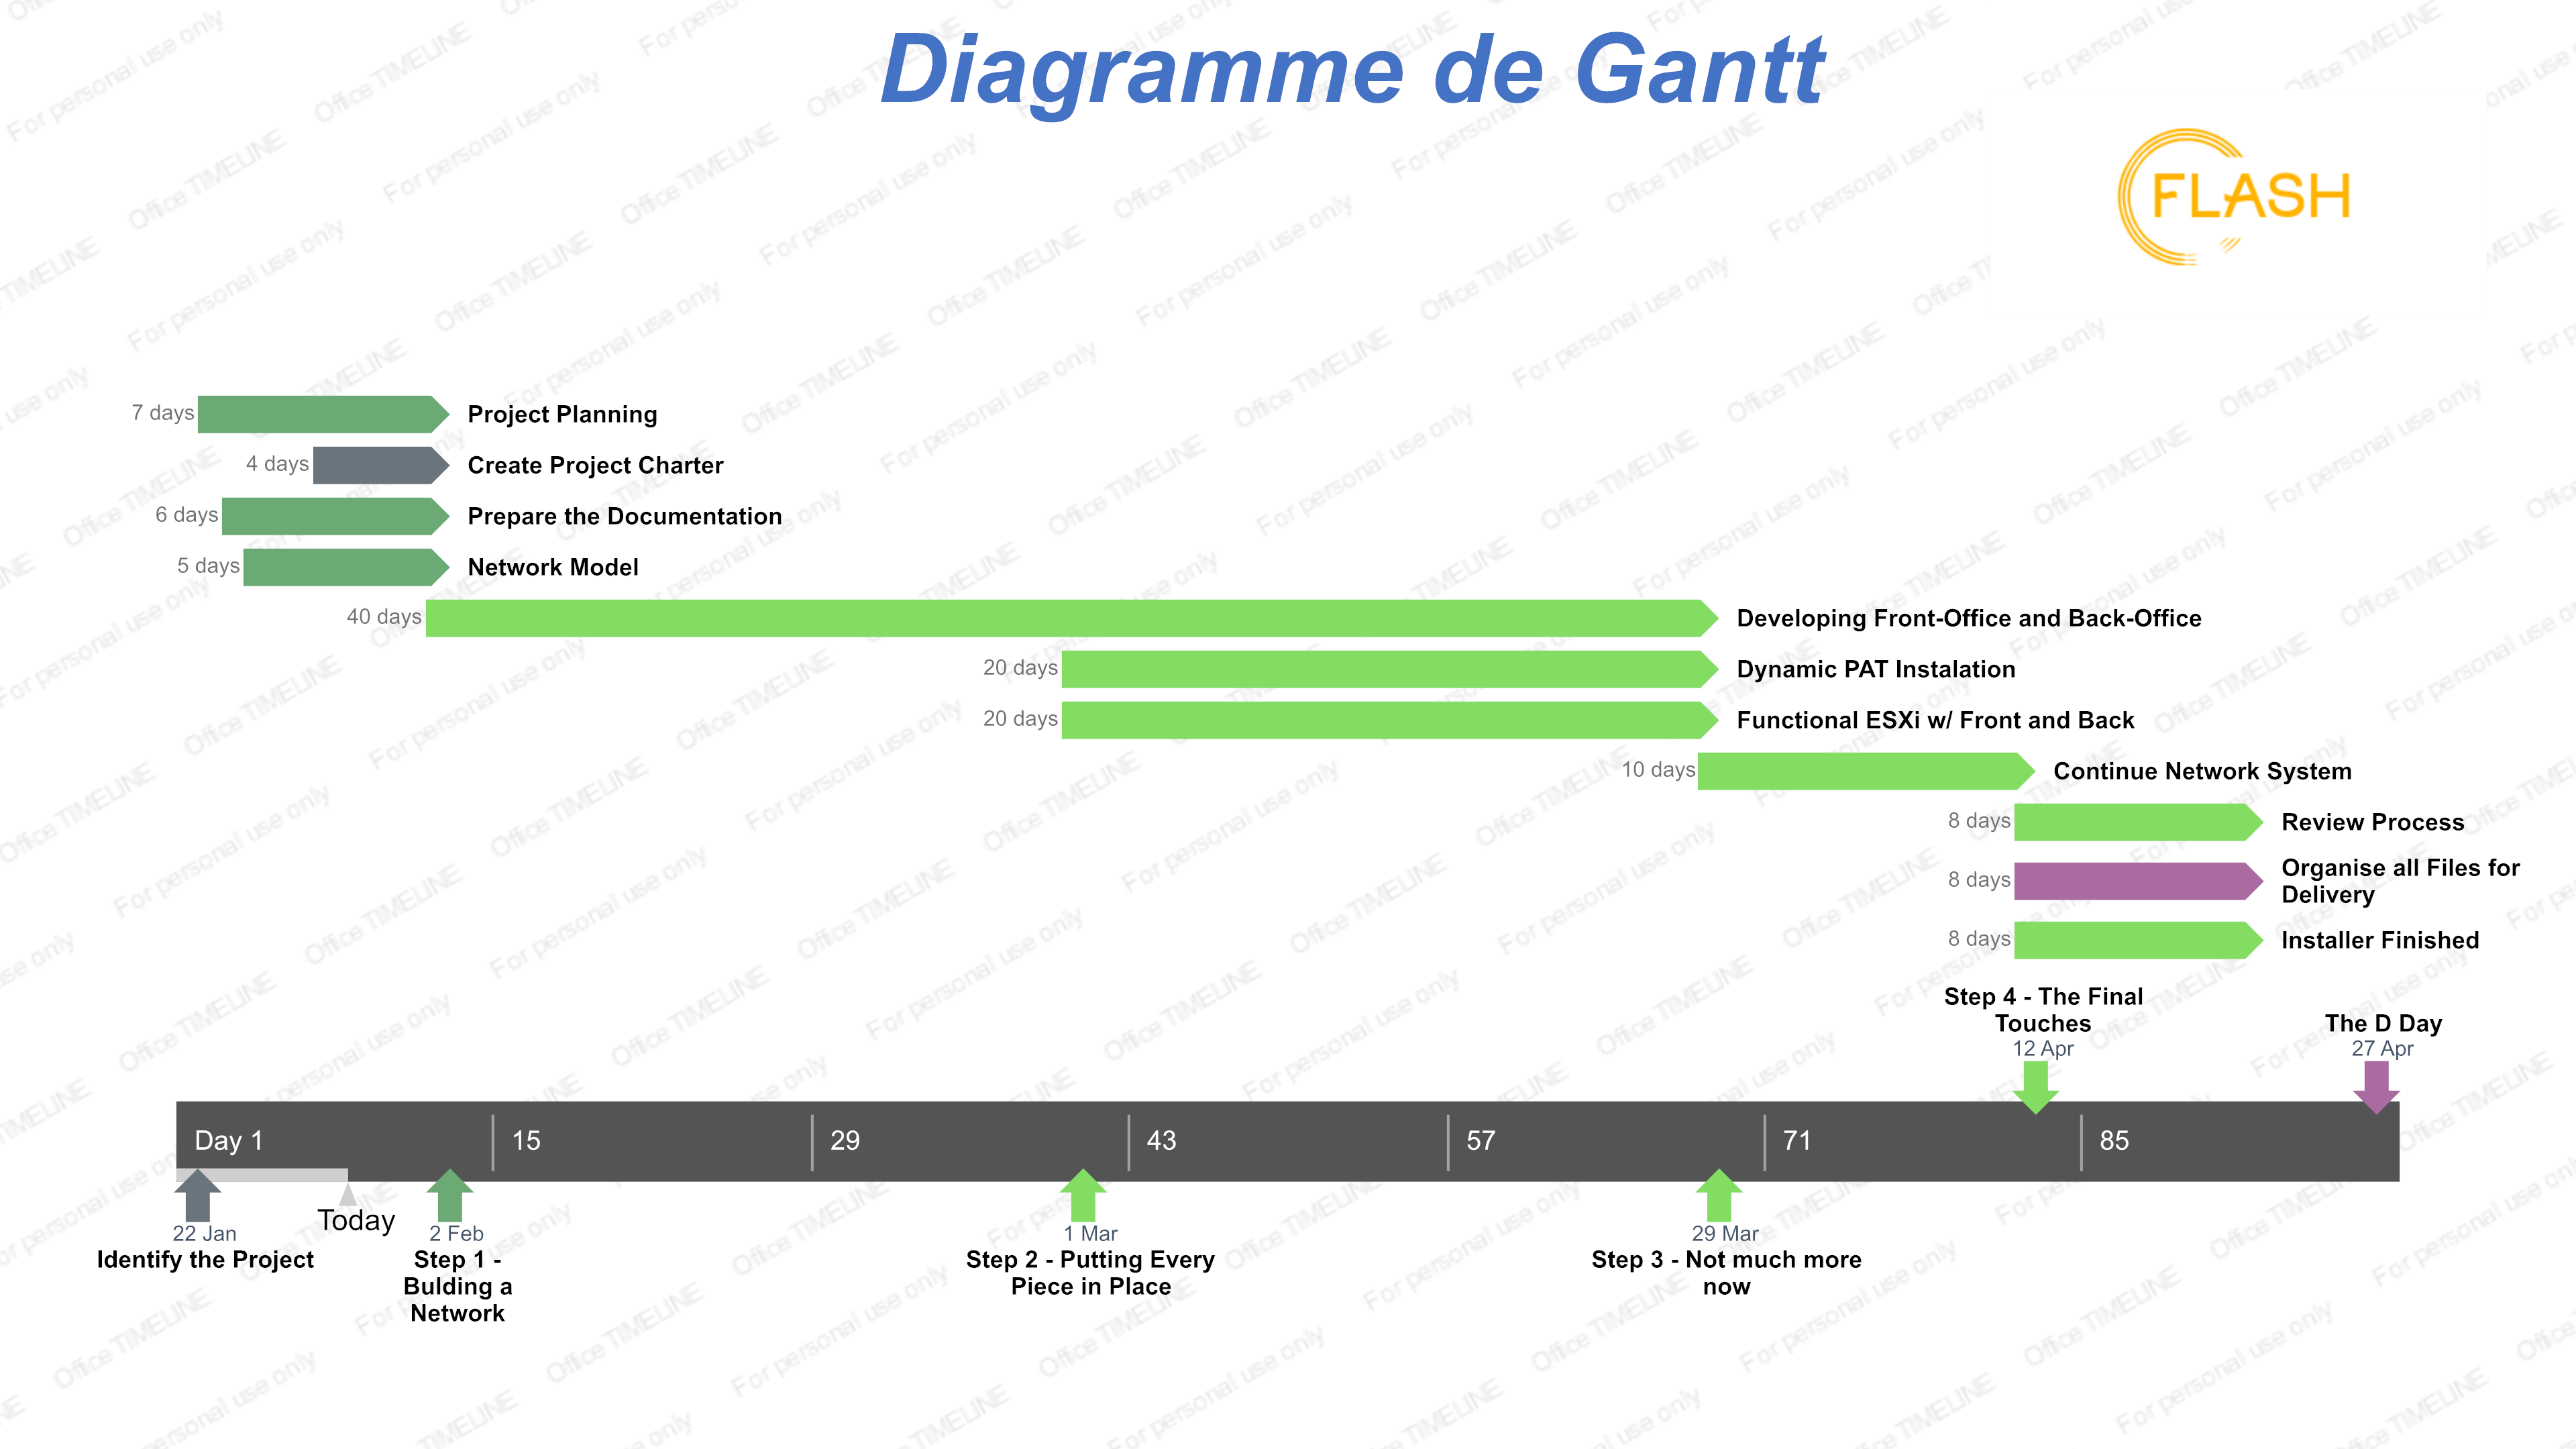 Diagramme de Gantt
FLASH
7 days Project Planning
4 days Create Project Charter
6 days Prepare the Documentation
5 days Network Model
40 days Developing Front-Office and Back-Office
20 days Dynamic PAT Instalation
20 days Functional ESXi w/ Front and Back
10 days Continue Network System
8 days Review Process
8 days Organise all Files for
Delivery
8 days Installer Finished
Step 4 - The Final
Touches
12 Apr
The D Day
27 Apr
Day 1 15 29 43 57 71 85
Today
22 Jan
Identify the Project
2 Feb
Step 1 -
Bulding a
Network
1 Mar
Step 2 - Putting Every
Piece in Place
29 Mar
Step 3 - Not much more
now
Office TIMELINE For personal use only